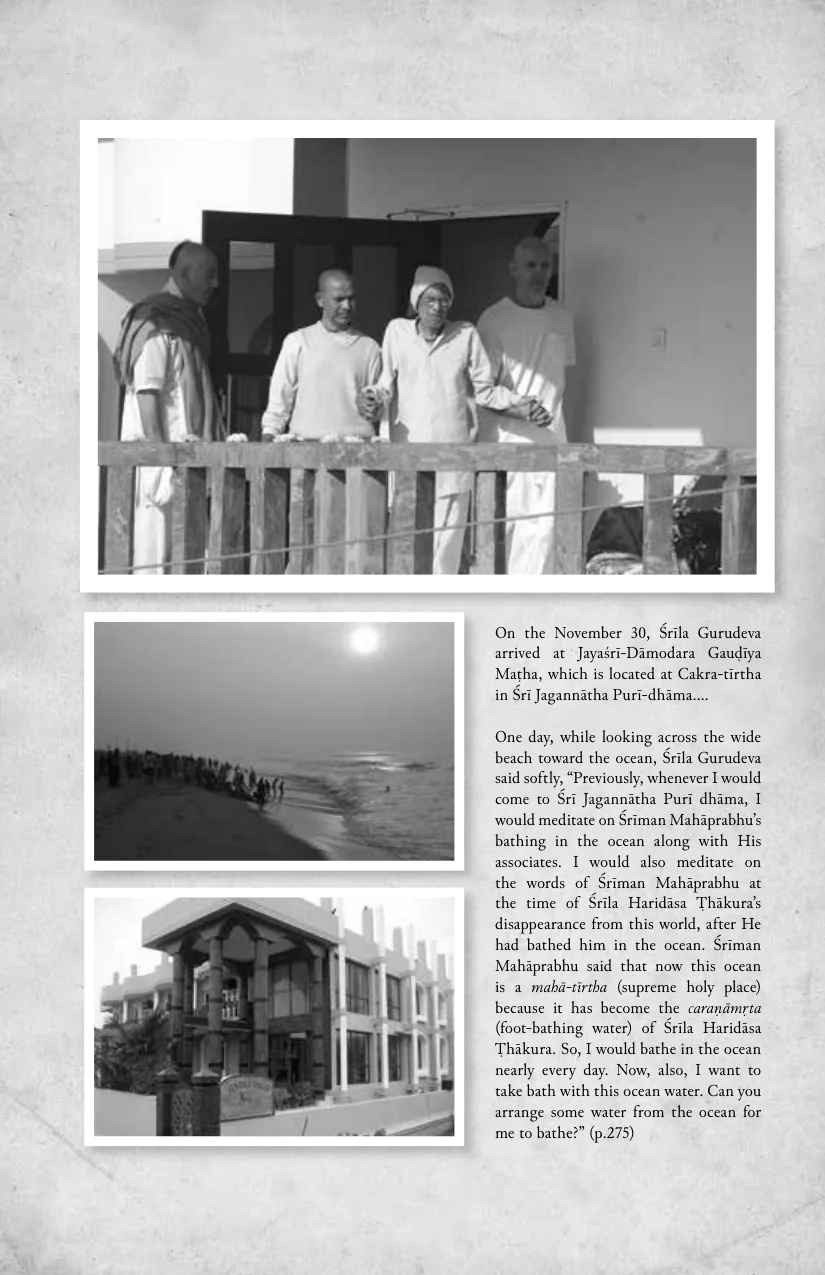 On the November 30, Śrīla Gurudeva
arrived at Jayaśrī-Dāmodara Gauḍīya
Maṭha, which is located at Cakra-tīrtha
in Śrī Jagannātha Purī-dhāma....
One day, while looking across the wide
beach toward the ocean, Śrīla Gurudeva
said softly, “Previously, whenever I would
come to Śrī Jagannātha Purī dhāma, I
would meditate on Śrīman Mahāprabhu’s
bathing in the ocean along with His
associates. I would also meditate on
the words of Śrīman Mahāprabhu at
the time of Śrīla Haridāsa Ṭhākura’s
disappearance from this world, after He
had bathed him in the ocean. Śrīman
Mahāprabhu said that now this ocean
is a mahā-tīrtha (supreme holy place)
because it has become the caraṇāmṛta
(foot-bathing water) of Śrīla Haridāsa
Ṭhākura. So, I would bathe in the ocean
nearly every day. Now, also, I want to
take bath with this ocean water. Can you
arrange some water from the ocean for
me to bathe?” (p.275)